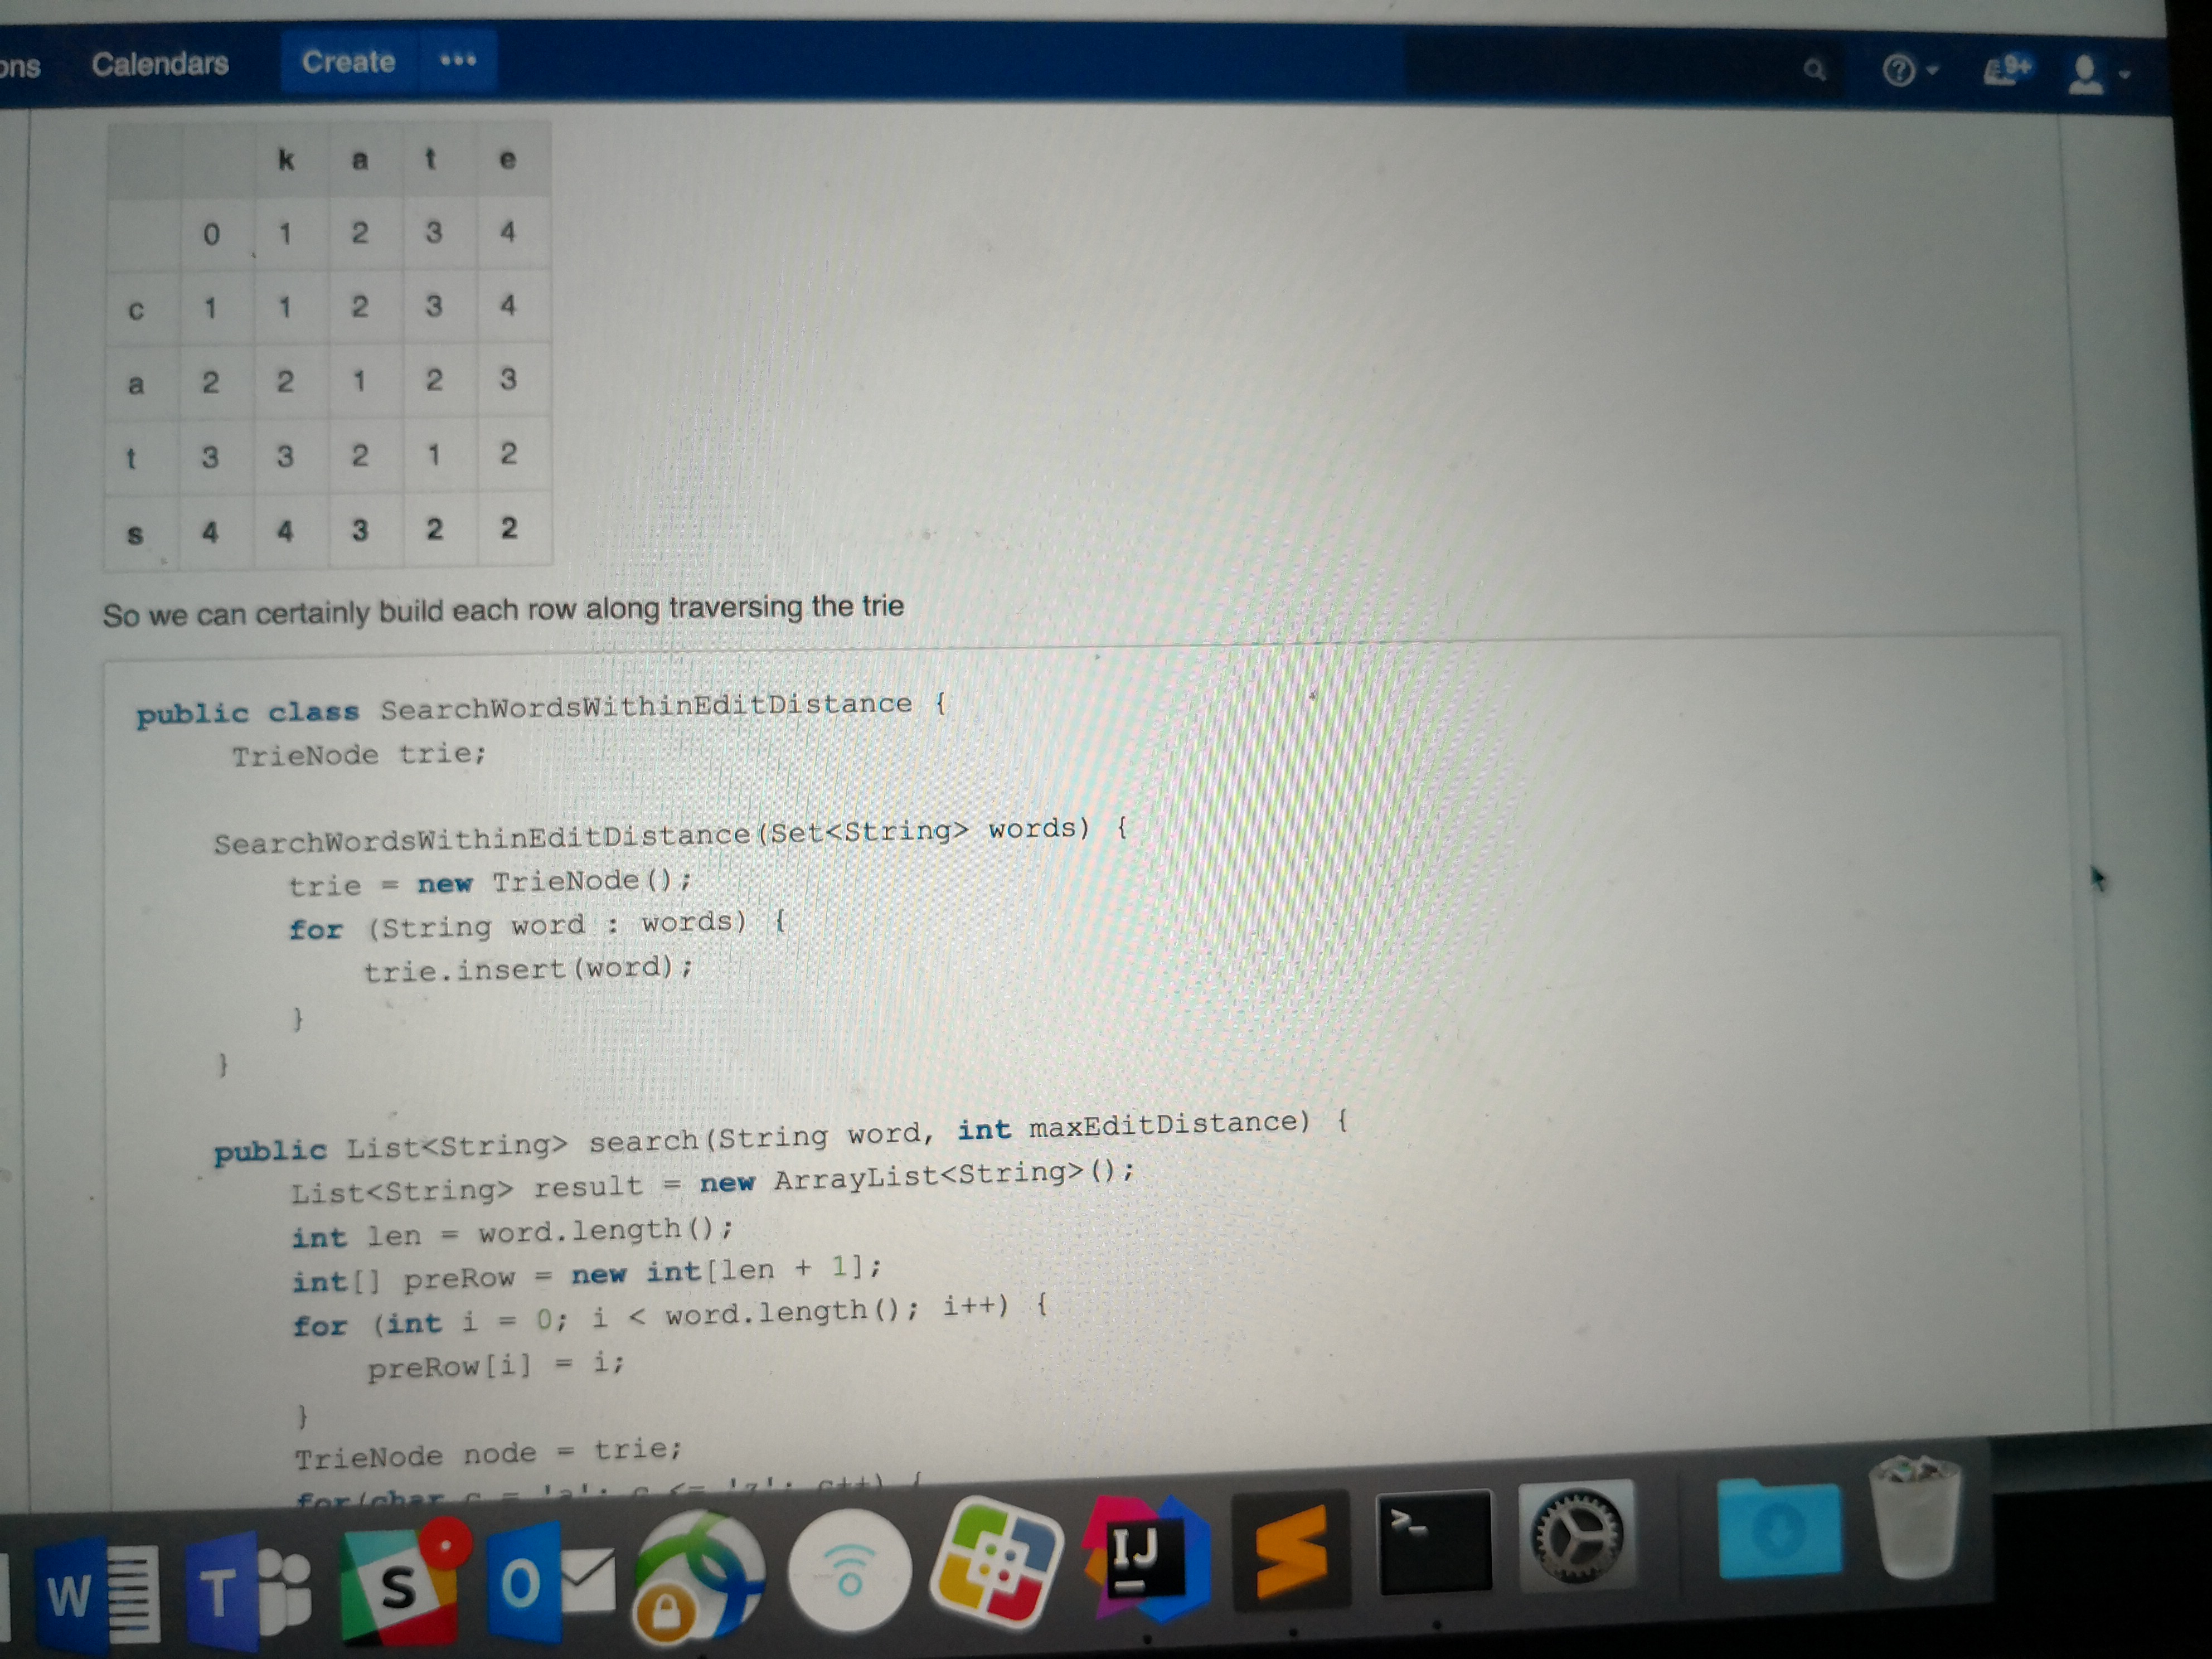 ons Calendars Create ••• ? 9+
k a t e
0 1 2 3 4
c 1 1 2 3 4
a 2 2 1 2 3
t 3 3 2 1 2
s 4 4 3 2 2
So we can certainly build each row along traversing the trie
public class SearchWordsWithinEditDistance {
TrieNode trie;
SearchWordsWithinEditDistance(Set<String> words) {
trie = new TrieNode();
for (String word : words) {
trie.insert(word);
}
}
public List<String> search(String word, int maxEditDistance) {
List<String> result = new ArrayList<String>();
int len = word.length();
int[] preRow = new int[len + 1];
for (int i = 0; i < word.length(); i++) {
preRow[i] = i;
}
TrieNode node = trie;
for(char c = 'a'; c <= 'z'; c++) {
W T S O IJ >_